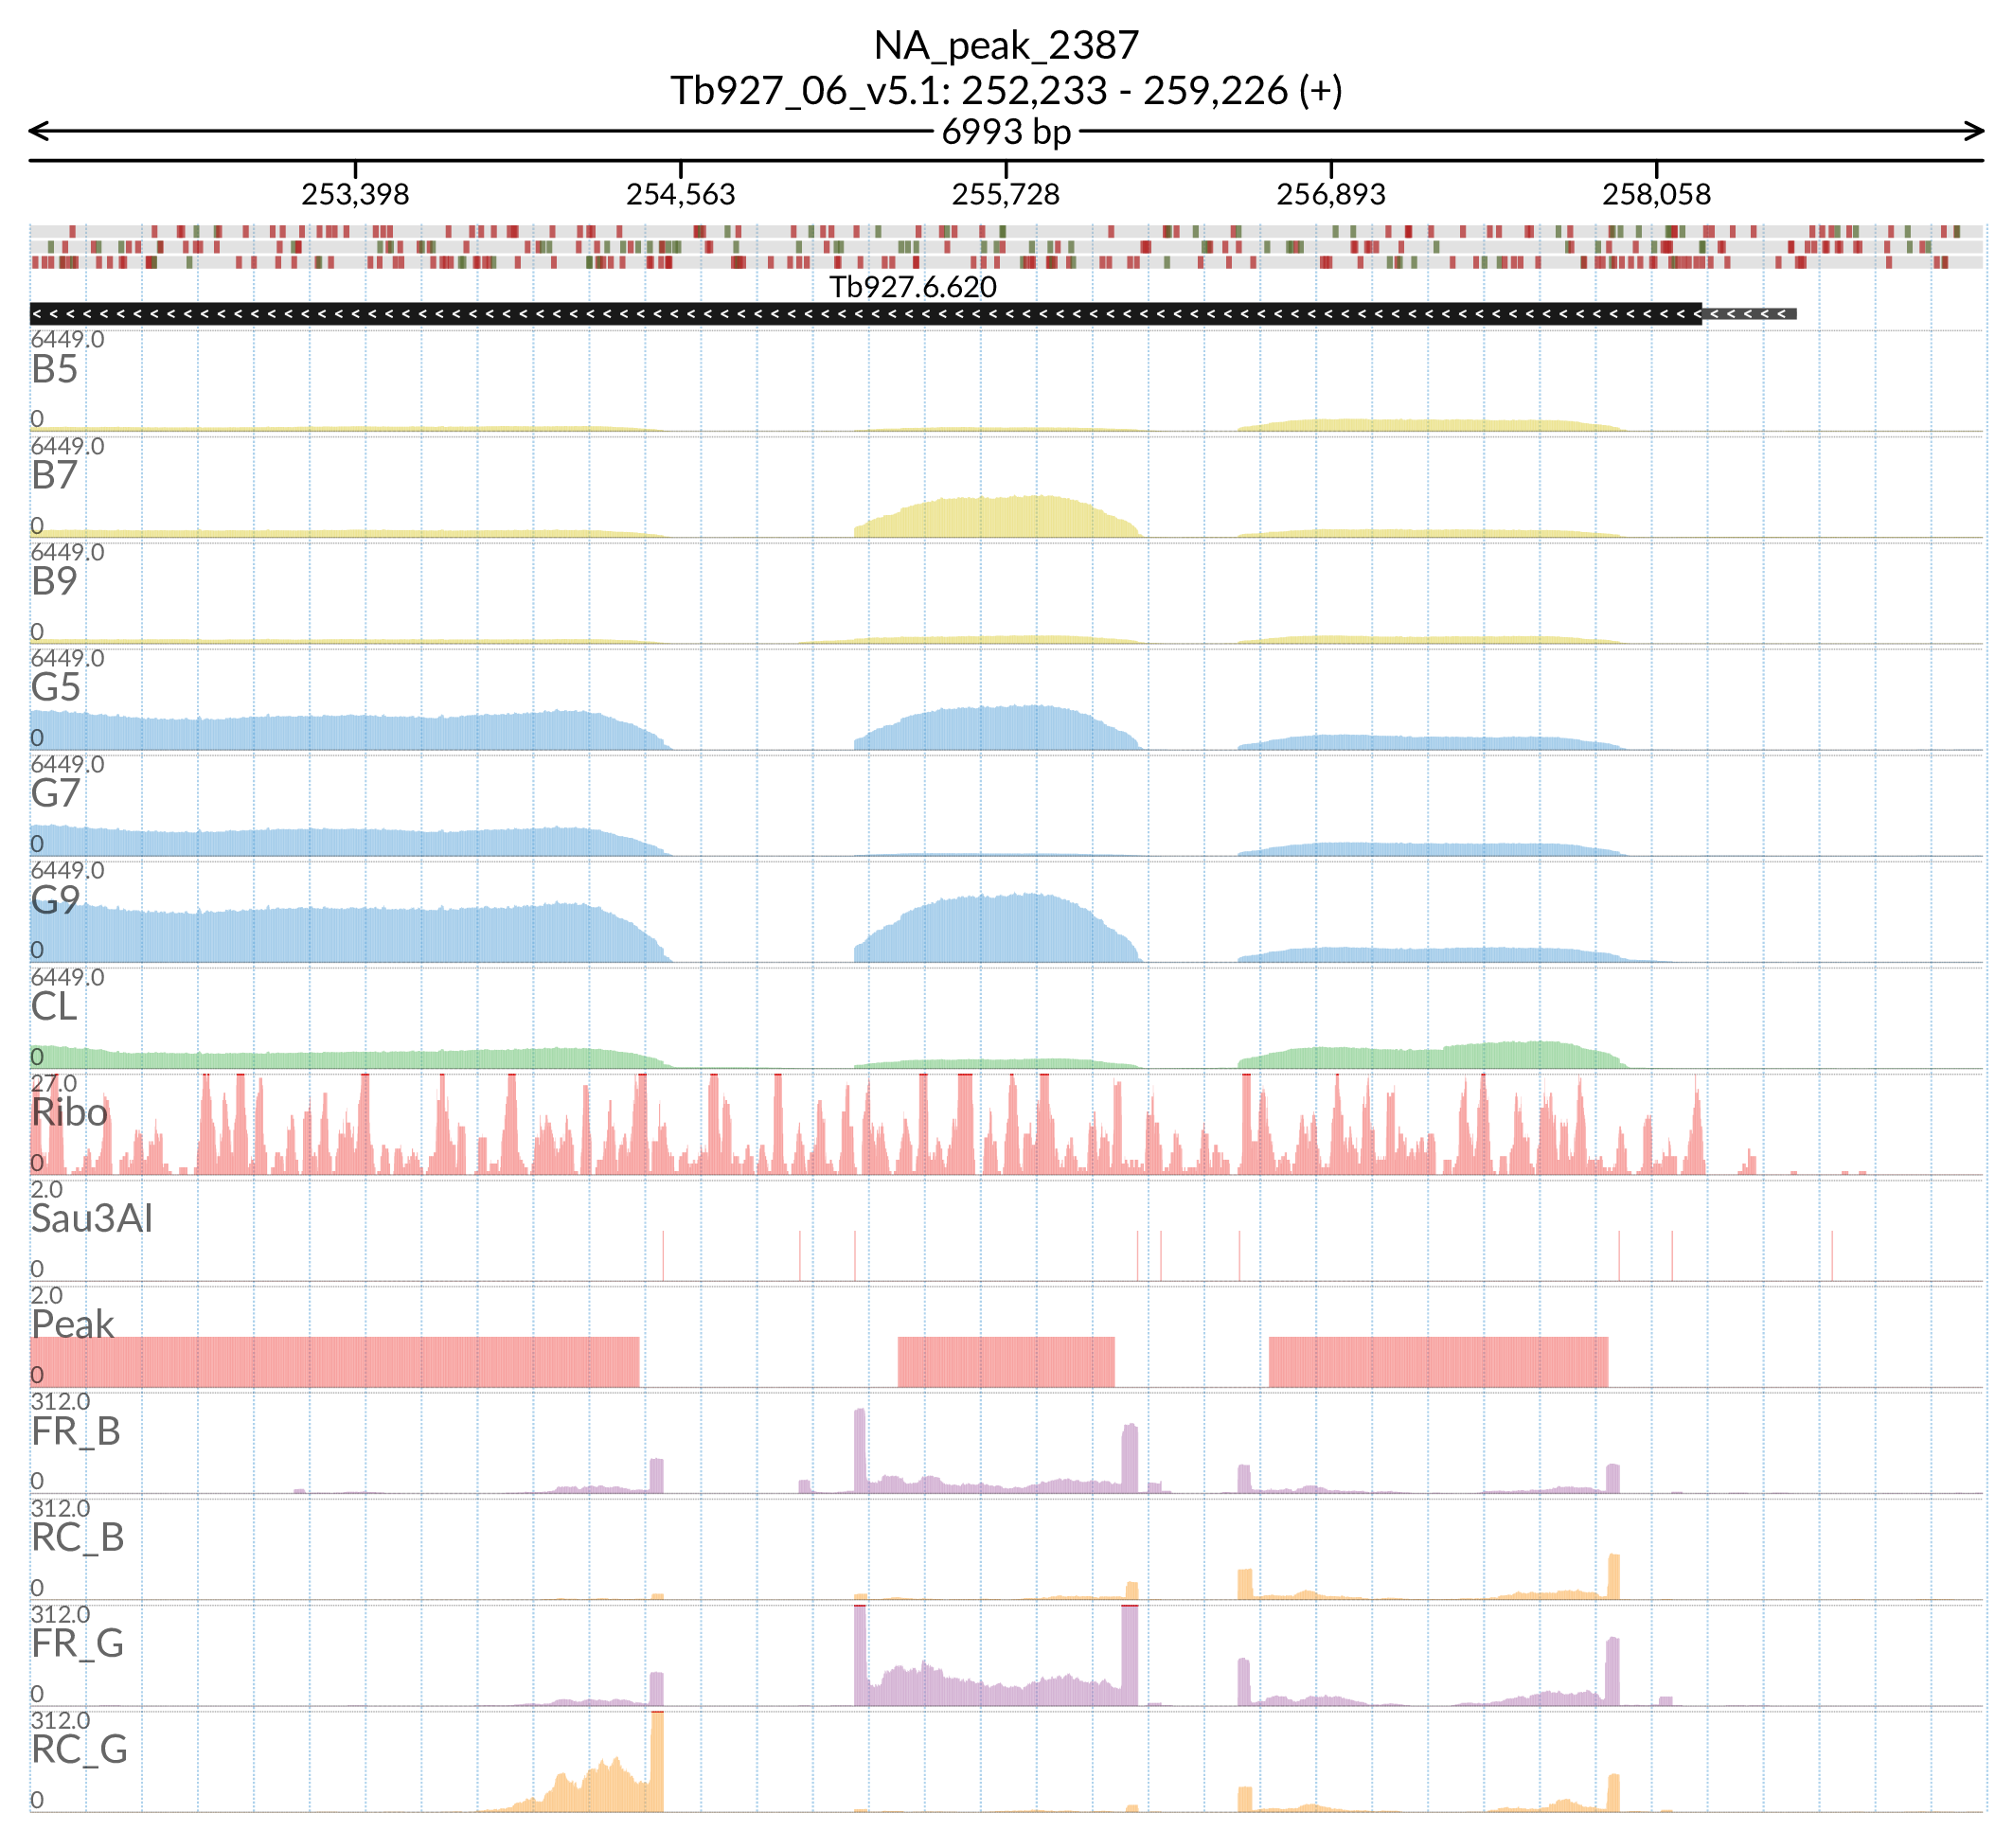 NA_peak_2387
Tb927_06_v5.1: 252,233 - 259,226 (+)
6993 bp
253,398 254,563 255,728 256,893 258,058
Tb927.6.620
6449.0
B5
0
6449.0
B7
0
6449.0
B9
0
6449.0
G5
0
6449.0
G7
0
6449.0
G9
0
6449.0
CL
0
27.0
Ribo
0
2.0
Sau3AI
0
2.0
Peak
0
312.0
FR_B
0
312.0
RC_B
0
312.0
FR_G
0
312.0
RC_G
0